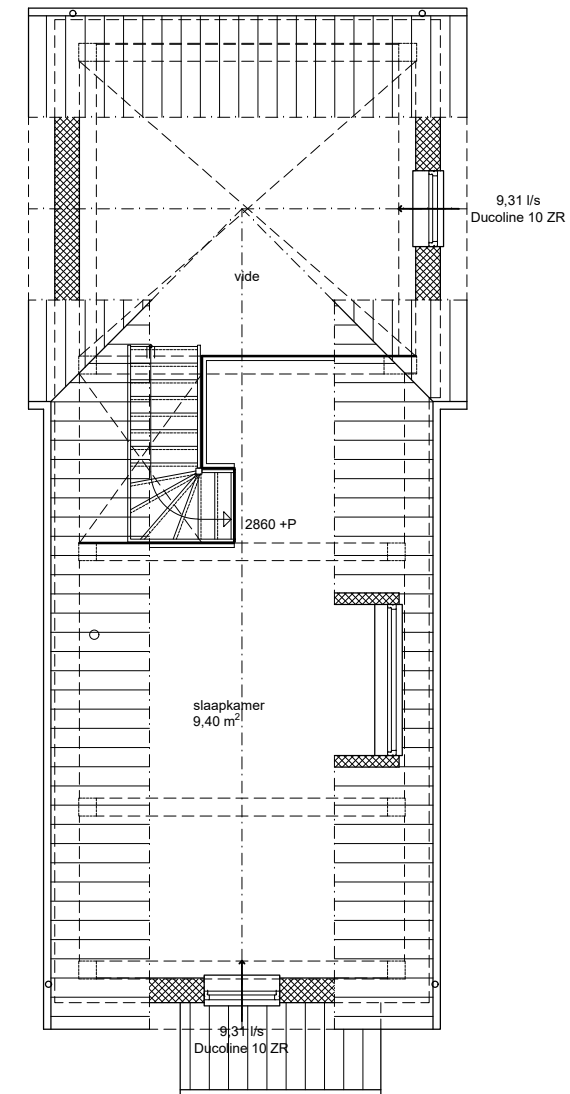 9,31 l/s
Ducoline 10 ZR
vide
2860 +P
slaapkamer
9,40 m²
9,31 l/s
Ducoline 10 ZR